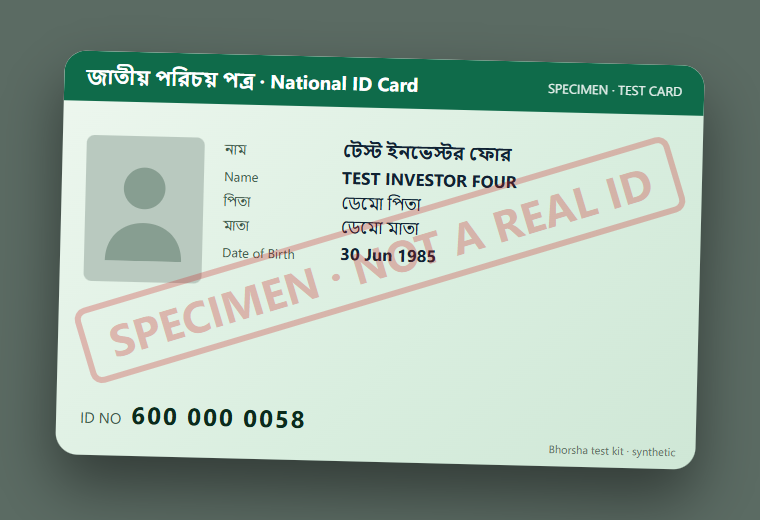 জাতীয় পরিচয় পত্র · National ID Card
SPECIMEN · TEST CARD
নাম টেস্ট ইনভেস্টর ফোর
Name TEST INVESTOR FOUR
পিতা ডেমো পিতা
মাতা ডেমো মাতা
Date of Birth 30 Jun 1985
SPECIMEN · NOT A REAL ID
ID NO 600 000 0058
Bhorsha test kit · synthetic